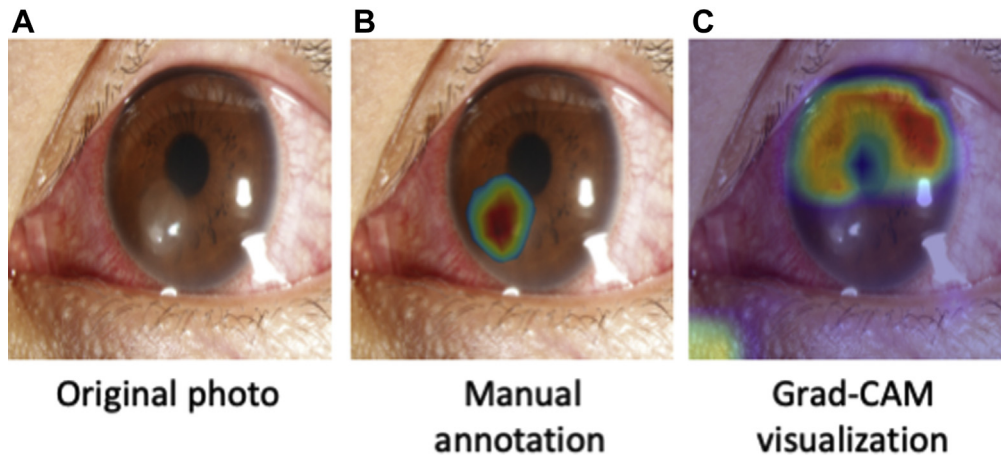 A
B
C
Original photo
Manual
annotation
Grad-CAM
visualization